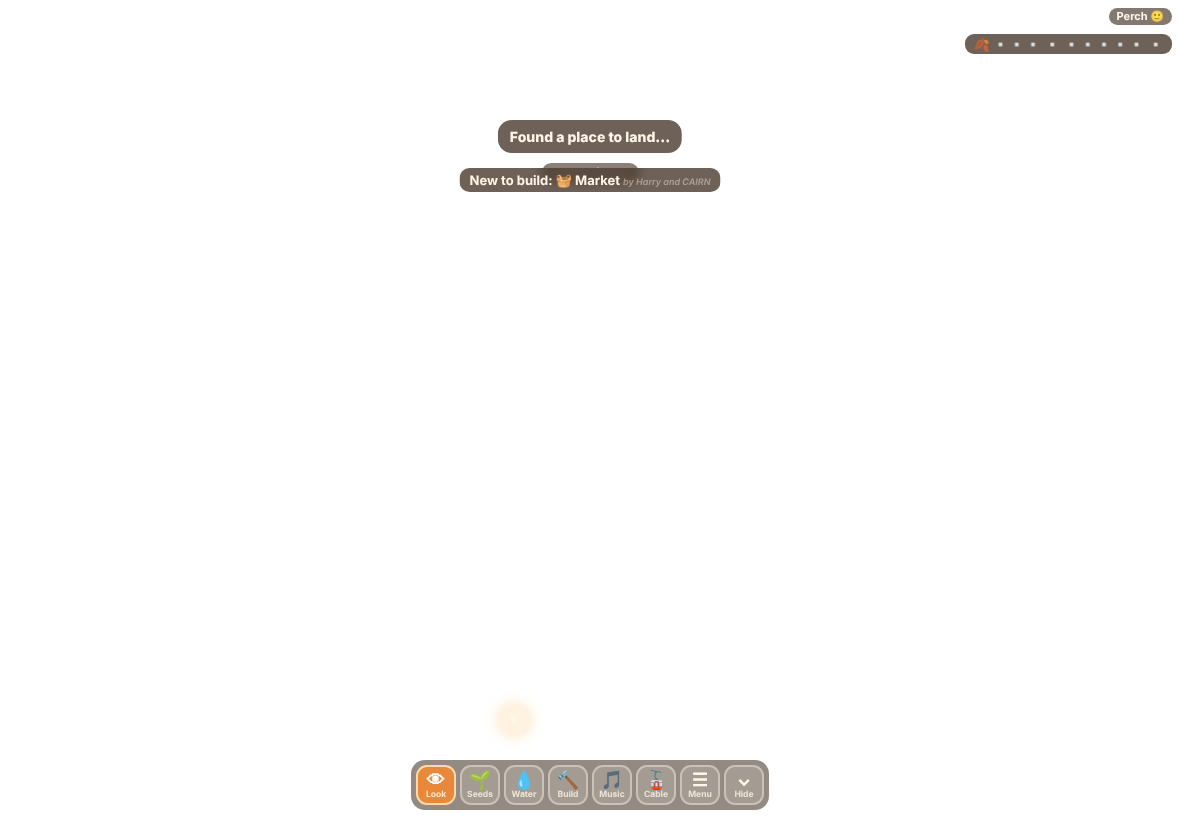 Perch 🙂
Found a place to land...
New to build: 🧺 Market by Harry and CAIRN
Look Seeds Water Build Music Cable Menu Hide